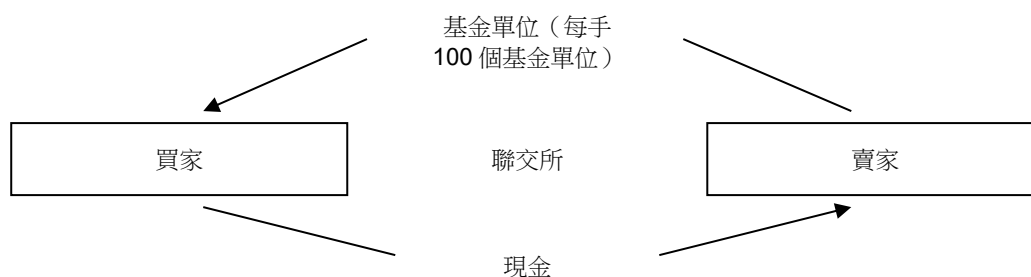 基金單位（每手
100 個基金單位）
買家
聯交所
賣家
現金